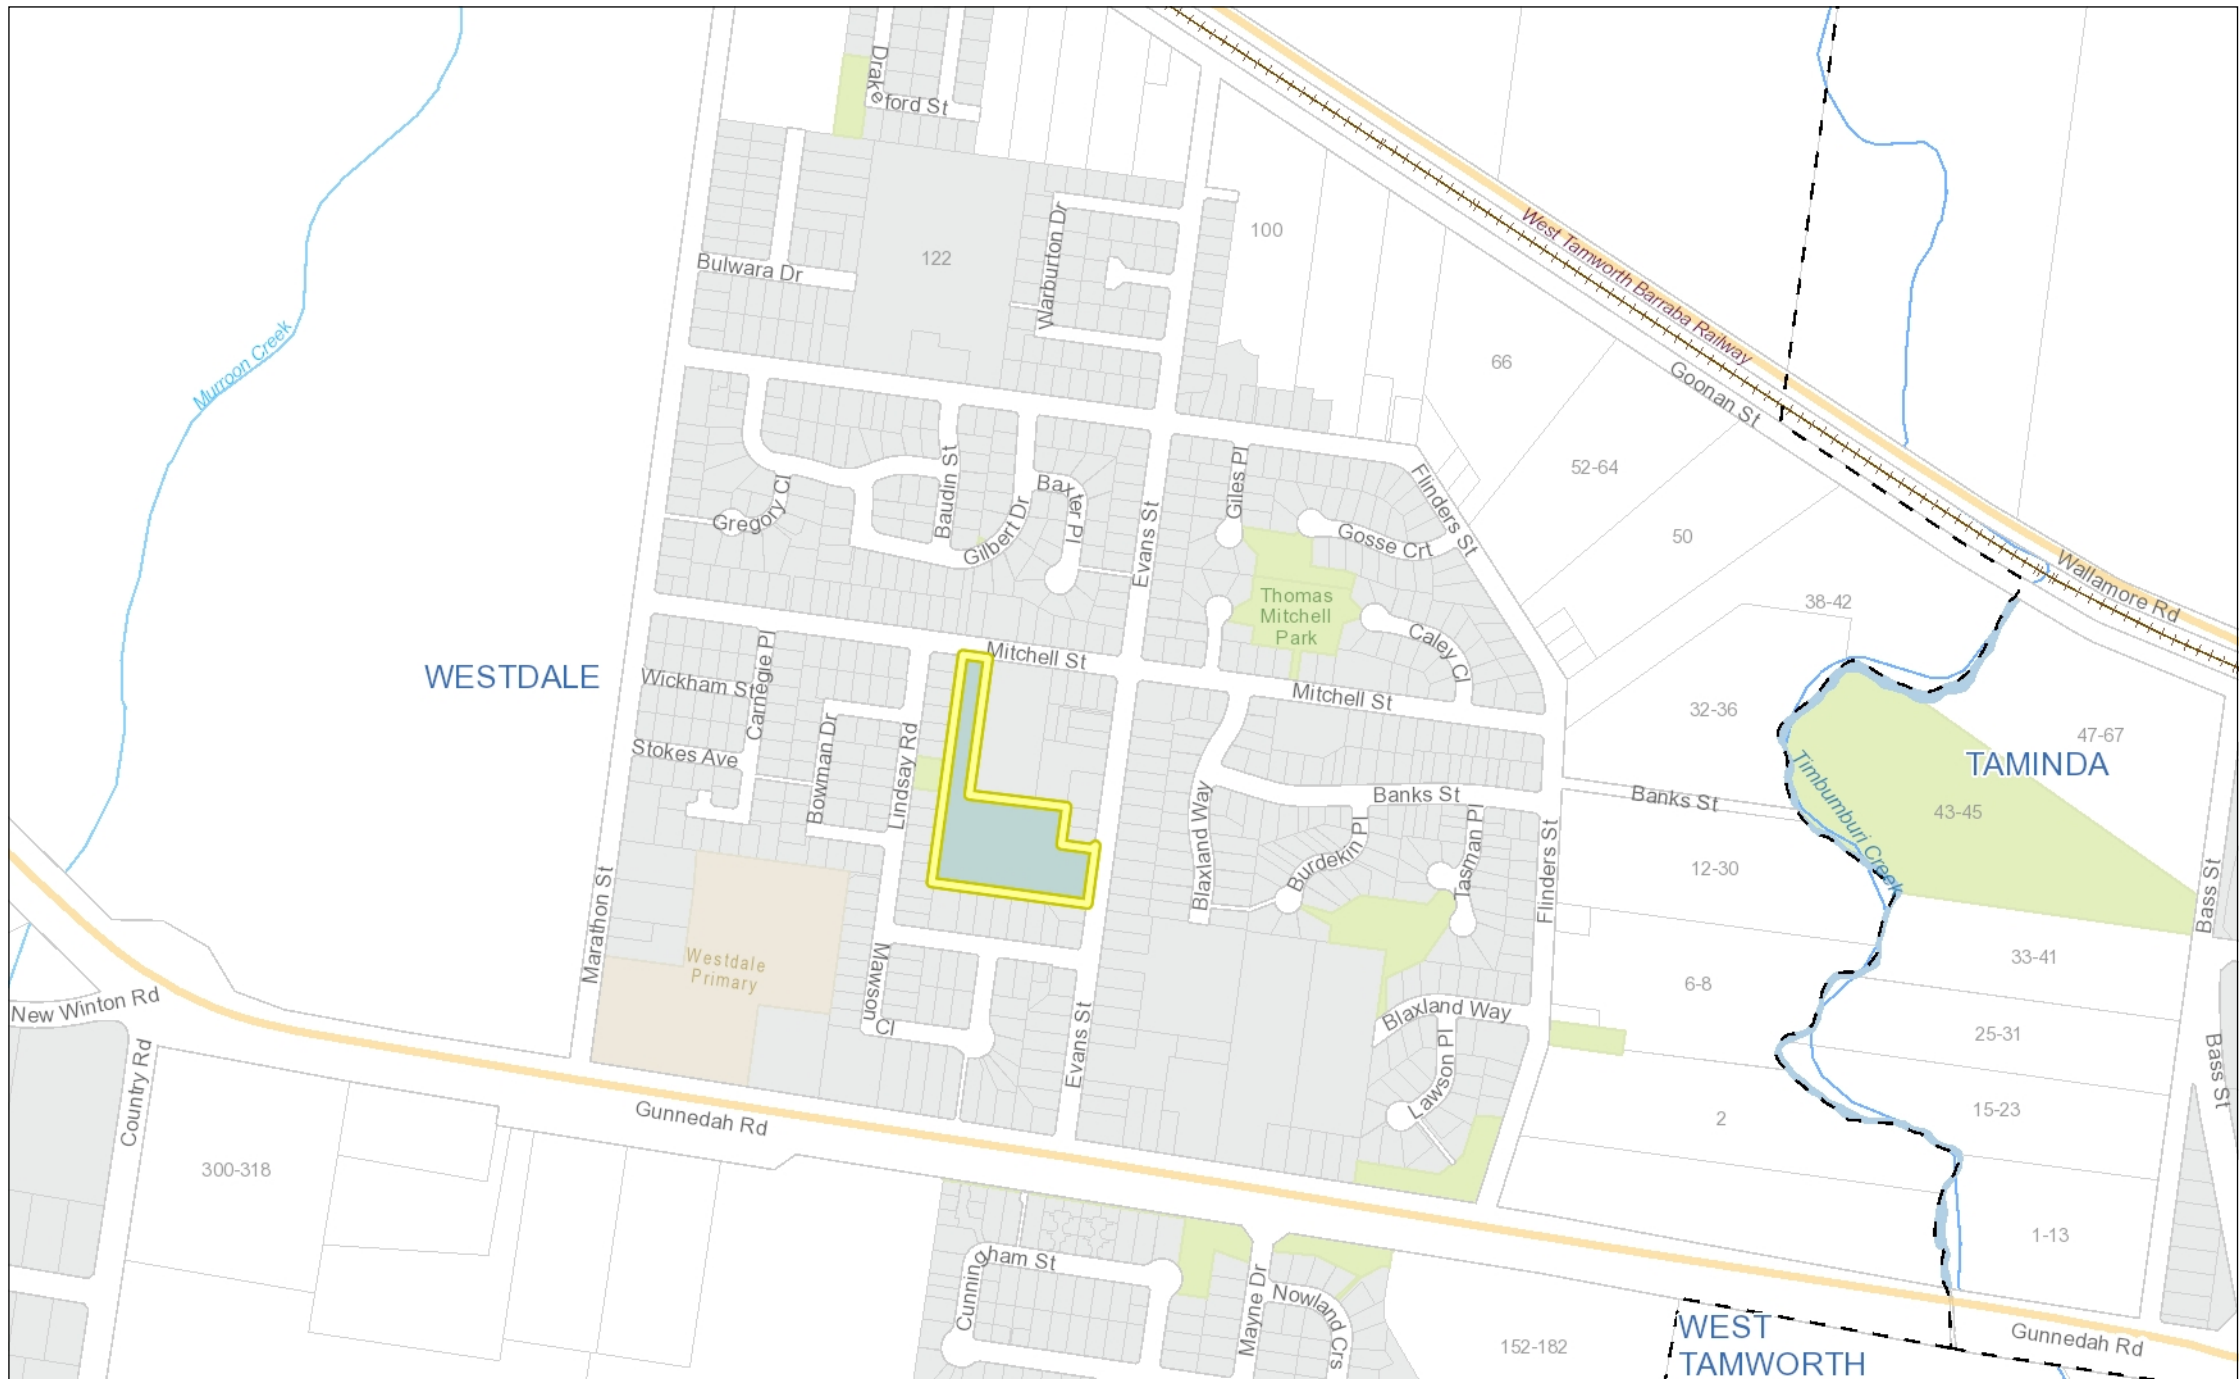 Drakeford St
100
122
Bulwara Dr
Warburton Dr
West Tamworth Barraba Railway
Murroon Creek
66
Goonan St
52-64
50
Flinders St
Giles Pl
Gosse Crt
Baxter Pl
Baudin St
Gilbert Dr
Gregory Cl
Evans St
Wallamore Rd
38-42
Thomas
Mitchell
Park
Caley Cl
Mitchell St
Mitchell St
WESTDALE
Wickham St
Carnegie Pl
Stokes Ave
Bowman Dr
Lindsay Rd
32-36
47-67
TAMINDA
Timbumburi Creek
43-45
Banks St
Banks St
Blaxland Way
Burdekin Pl
Tasman Pl
Flinders St
12-30
Bass St
Marathon St
Westdale
Primary
Mawson Cl
Evans St
6-8
33-41
25-31
Blaxland Way
Lawson Pl
New Winton Rd
Country Rd
Bass St
15-23
2
Gunnedah Rd
300-318
1-13
Cunningham St
Mayne Dr
Nowland Crs
152-182
WEST
TAMWORTH
Gunnedah Rd